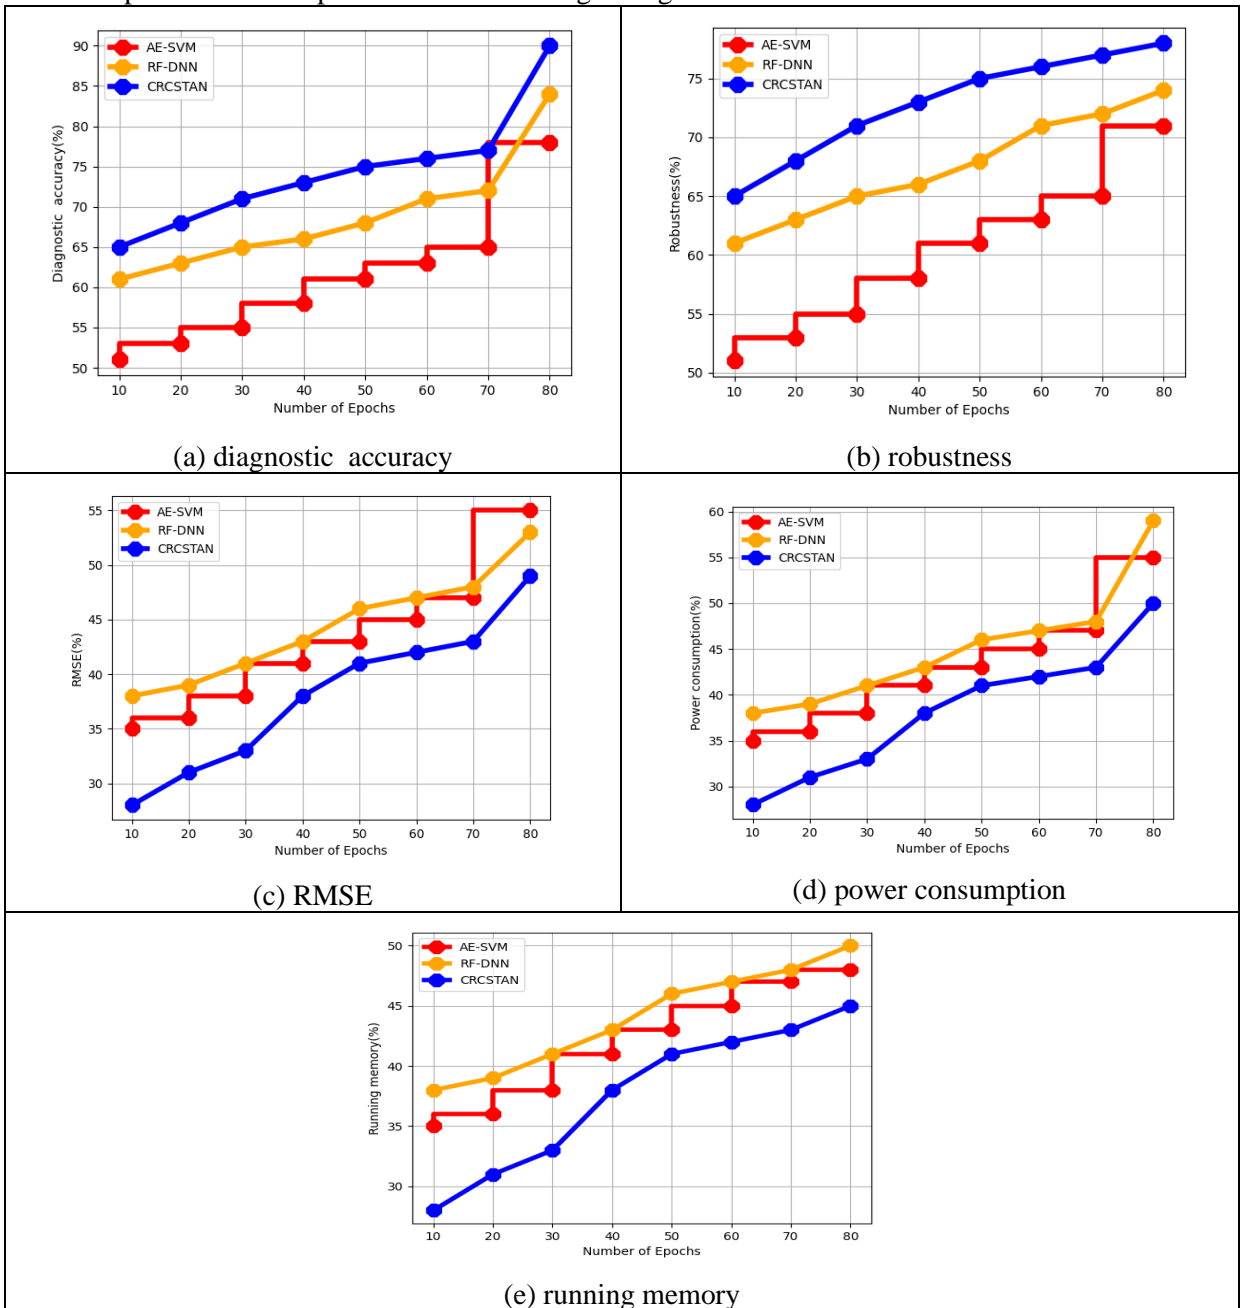 AE-SVM
RF-DNN
CRCSTAN
90
85
80
75
70
65
60
55
50
Diagnostic accuracy(%)
10 20 30 40 50 60 70 80
Number of Epochs
(a) diagnostic accuracy
AE-SVM
RF-DNN
CRCSTAN
75
70
65
60
55
50
Robustness(%)
10 20 30 40 50 60 70 80
Number of Epochs
(b) robustness
AE-SVM
RF-DNN
CRCSTAN
55
50
45
40
35
30
RMSE(%)
10 20 30 40 50 60 70 80
Number of Epochs
(c) RMSE
AE-SVM
RF-DNN
CRCSTAN
60
55
50
45
40
35
30
Power consumption(%)
10 20 30 40 50 60 70 80
Number of Epochs
(d) power consumption
AE-SVM
RF-DNN
CRCSTAN
50
45
40
35
30
Running memory(%)
10 20 30 40 50 60 70 80
Number of Epochs
(e) running memory